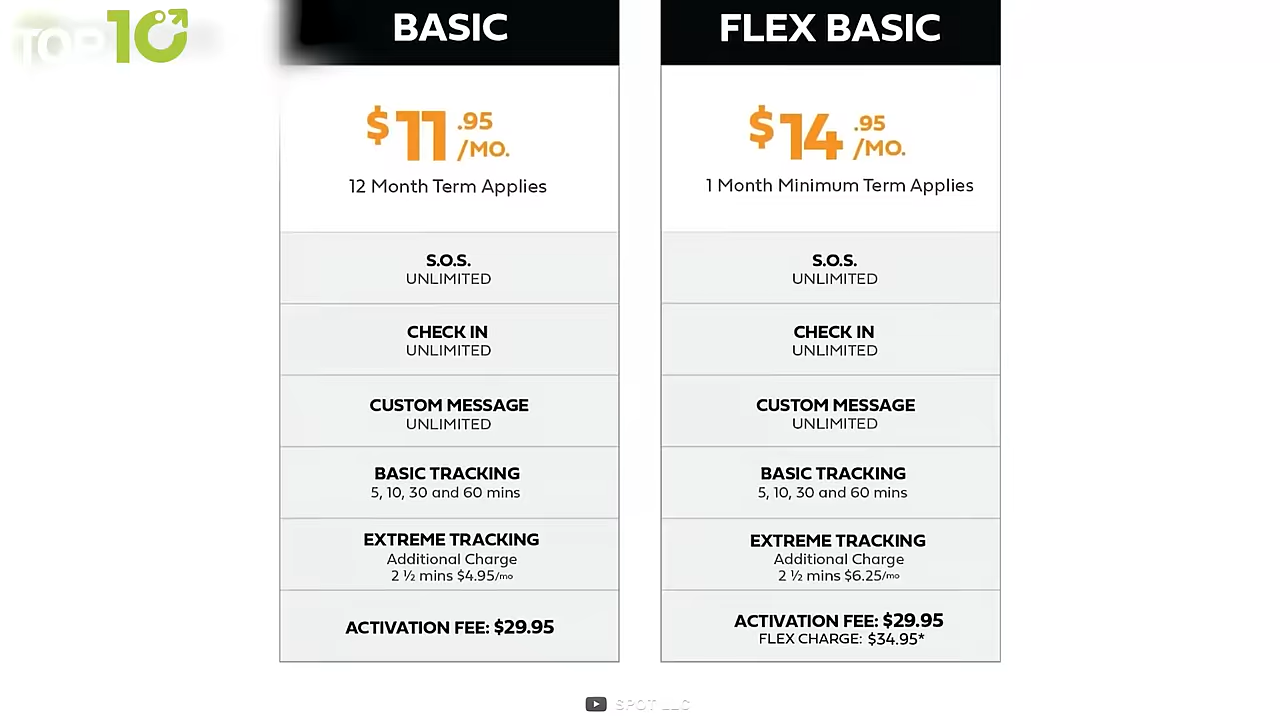 TOP10
BASIC
$11.95/MO.
12 Month Term Applies
S.O.S.
UNLIMITED
CHECK IN
UNLIMITED
CUSTOM MESSAGE
UNLIMITED
BASIC TRACKING
5, 10, 30 and 60 mins
EXTREME TRACKING
Additional Charge
2 ½ mins $4.95/mo
ACTIVATION FEE: $29.95
FLEX BASIC
$14.95/MO.
1 Month Minimum Term Applies
S.O.S.
UNLIMITED
CHECK IN
UNLIMITED
CUSTOM MESSAGE
UNLIMITED
BASIC TRACKING
5, 10, 30 and 60 mins
EXTREME TRACKING
Additional Charge
2 ½ mins $6.25/mo
ACTIVATION FEE: $29.95
FLEX CHARGE: $34.95*
SPOT LLC